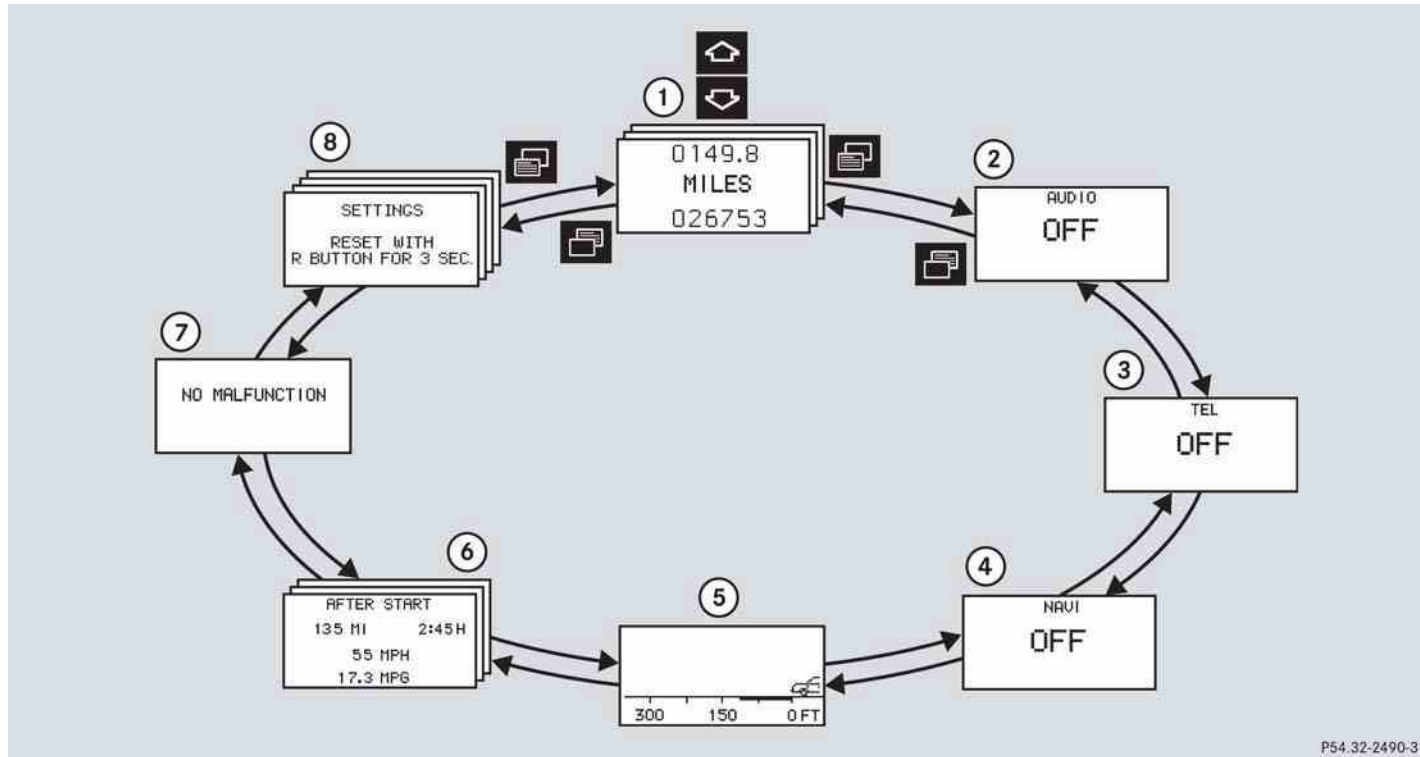 1
0149.8
MILES
026753
2
AUDIO
OFF
3
TEL
OFF
4
NAVI
OFF
5
300 150 0 FT
6
AFTER START
135 MI 2:45 H
55 MPH
17.3 MPG
7
NO MALFUNCTION
8
SETTINGS
RESET WITH
R BUTTON FOR 3 SEC.
P54.32-2490-31